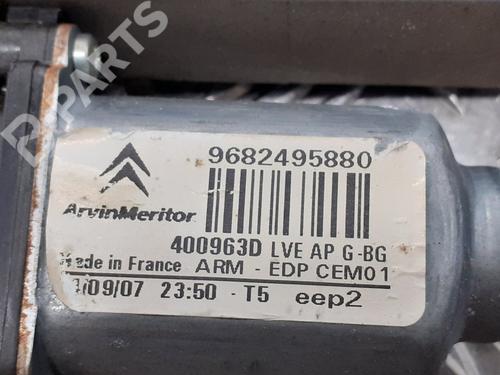 B-PARTS
9682495880
ArvinMeritor
400963D LVE AP G-BG
Made in France ARM - EDP CEM01
/09/07 23:50 - T5 eep2